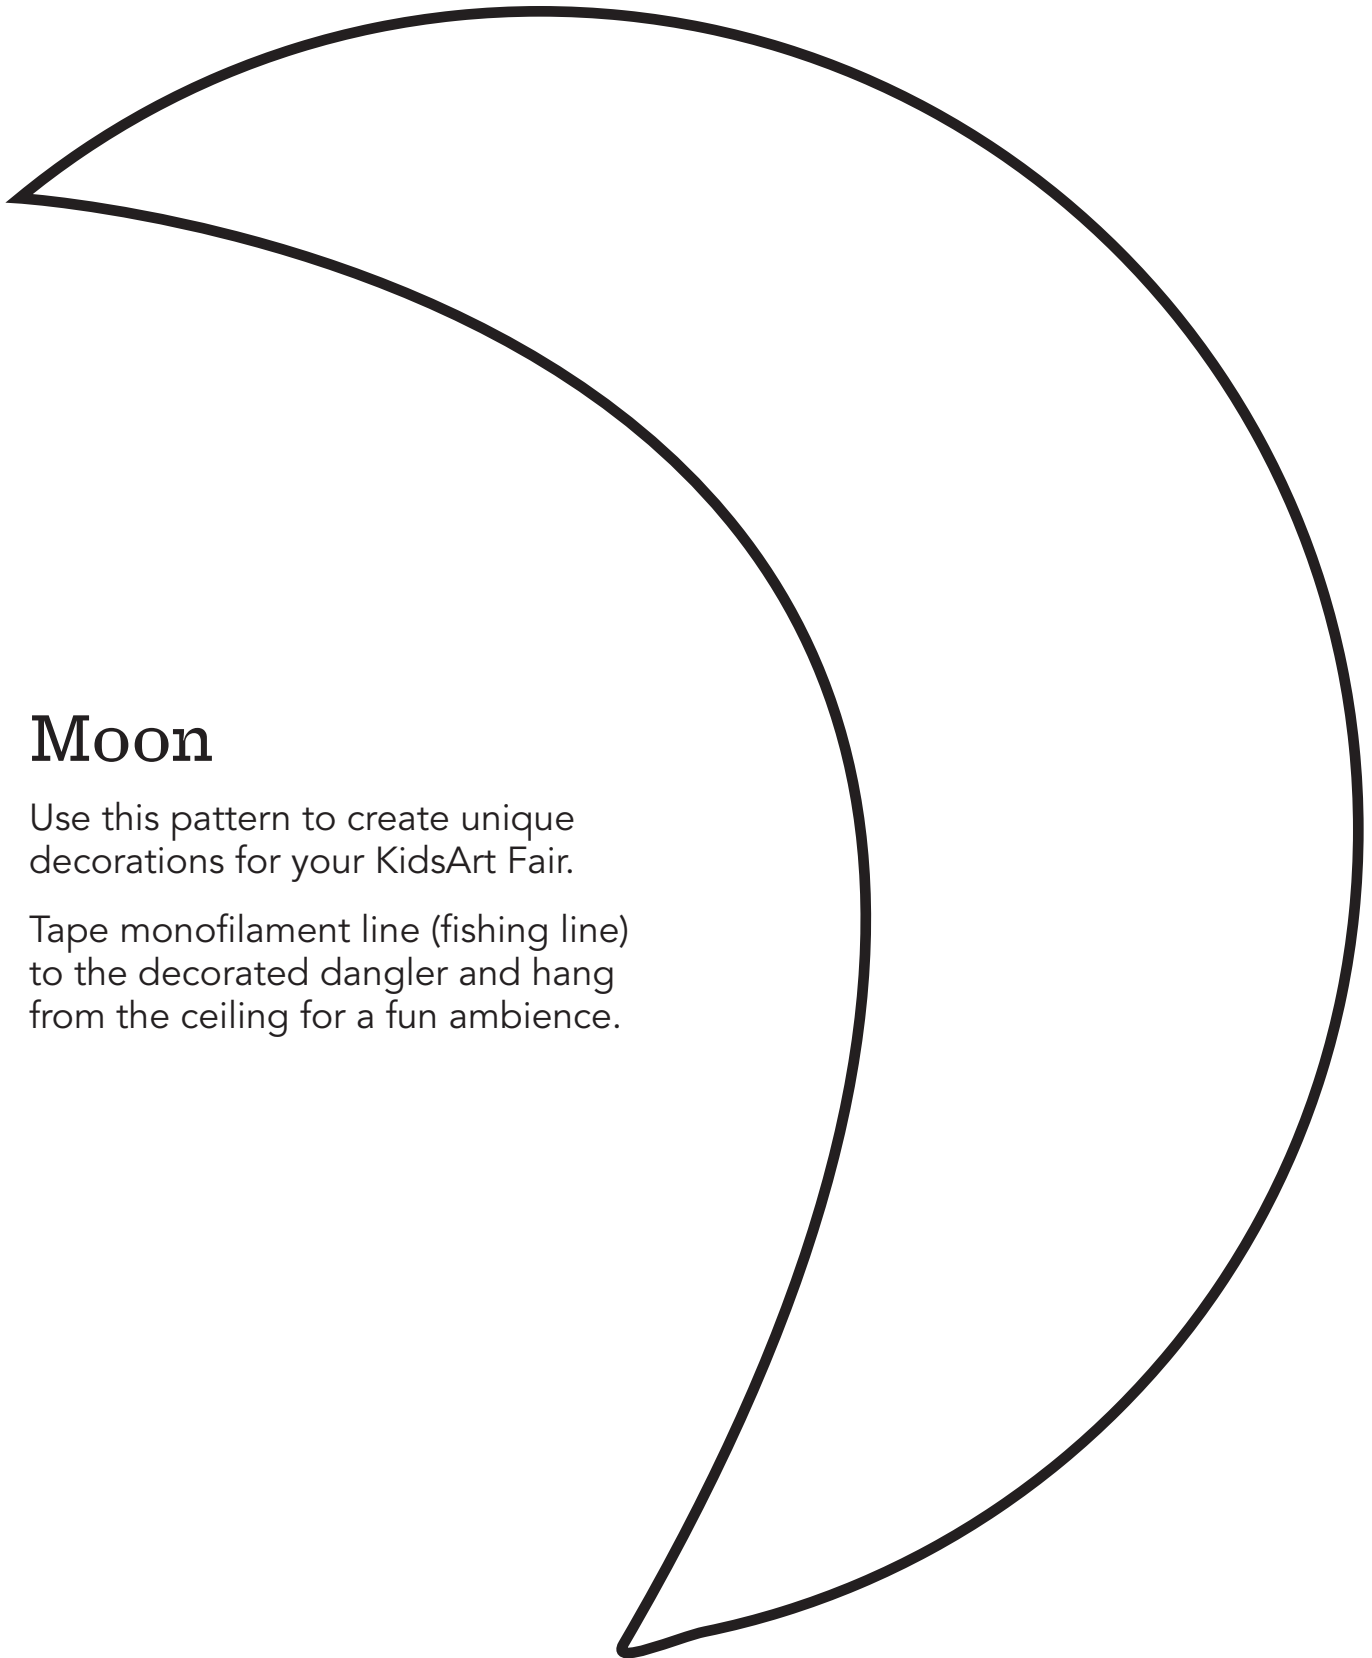 Moon
Use this pattern to create unique
decorations for your KidsArt Fair.
Tape monofilament line (fishing line)
to the decorated dangler and hang
from the ceiling for a fun ambience.